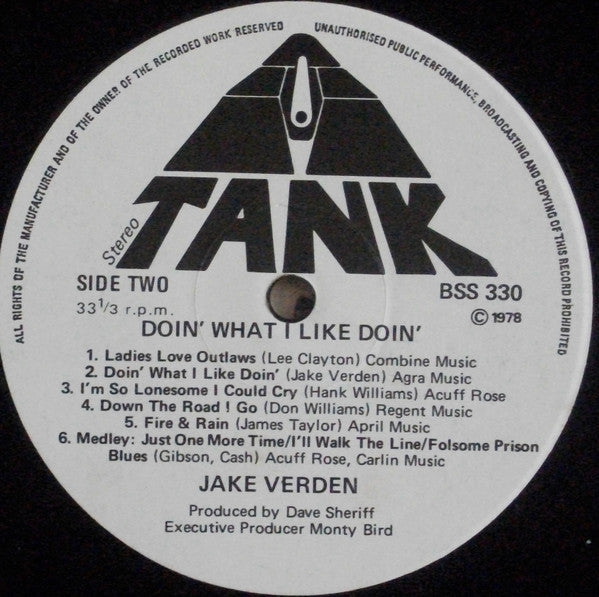 ALL RIGHTS OF THE MANUFACTURER AND OF THE OWNER OF THE RECORDED WORK RESERVED
UNAUTHORISED PUBLIC PERFORMANCE, BROADCASTING AND COPYING OF THIS RECORD PROHIBITED
TANK
Stereo
SIDE TWO
33 1/3 r.p.m.
BSS 330
© 1978
DOIN' WHAT I LIKE DOIN'
1. Ladies Love Outlaws (Lee Clayton) Combine Music
2. Doin' What I Like Doin' (Jake Verden) Agra Music
3. I'm So Lonesome I Could Cry (Hank Williams) Acuff Rose
4. Down The Road ! Go (Don Williams) Regent Music
5. Fire & Rain (James Taylor) April Music
6. Medley: Just One More Time/I'll Walk The Line/Folsome Prison
Blues (Gibson, Cash) Acuff Rose, Carlin Music
JAKE VERDEN
Produced by Dave Sheriff
Executive Producer Monty Bird